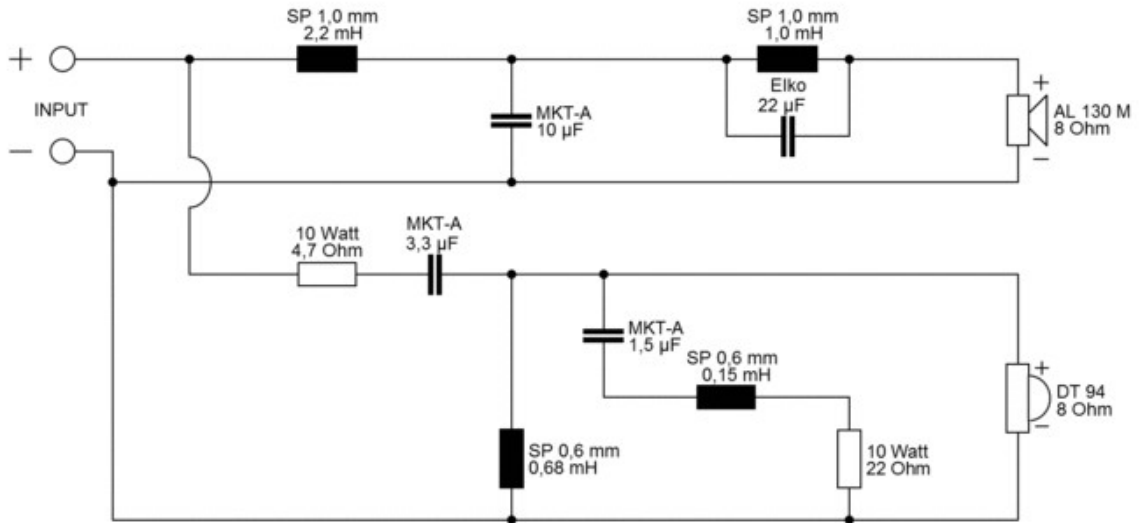 SP 1,0 mm
2,2 mH
SP 1,0 mm
1,0 mH
+
INPUT
−
MKT-A
10 µF
Elko
22 µF
+
AL 130 M
8 Ohm
−
10 Watt
4,7 Ohm
MKT-A
3,3 µF
MKT-A
1,5 µF
SP 0,6 mm
0,15 mH
+
DT 94
8 Ohm
−
SP 0,6 mm
0,68 mH
10 Watt
22 Ohm